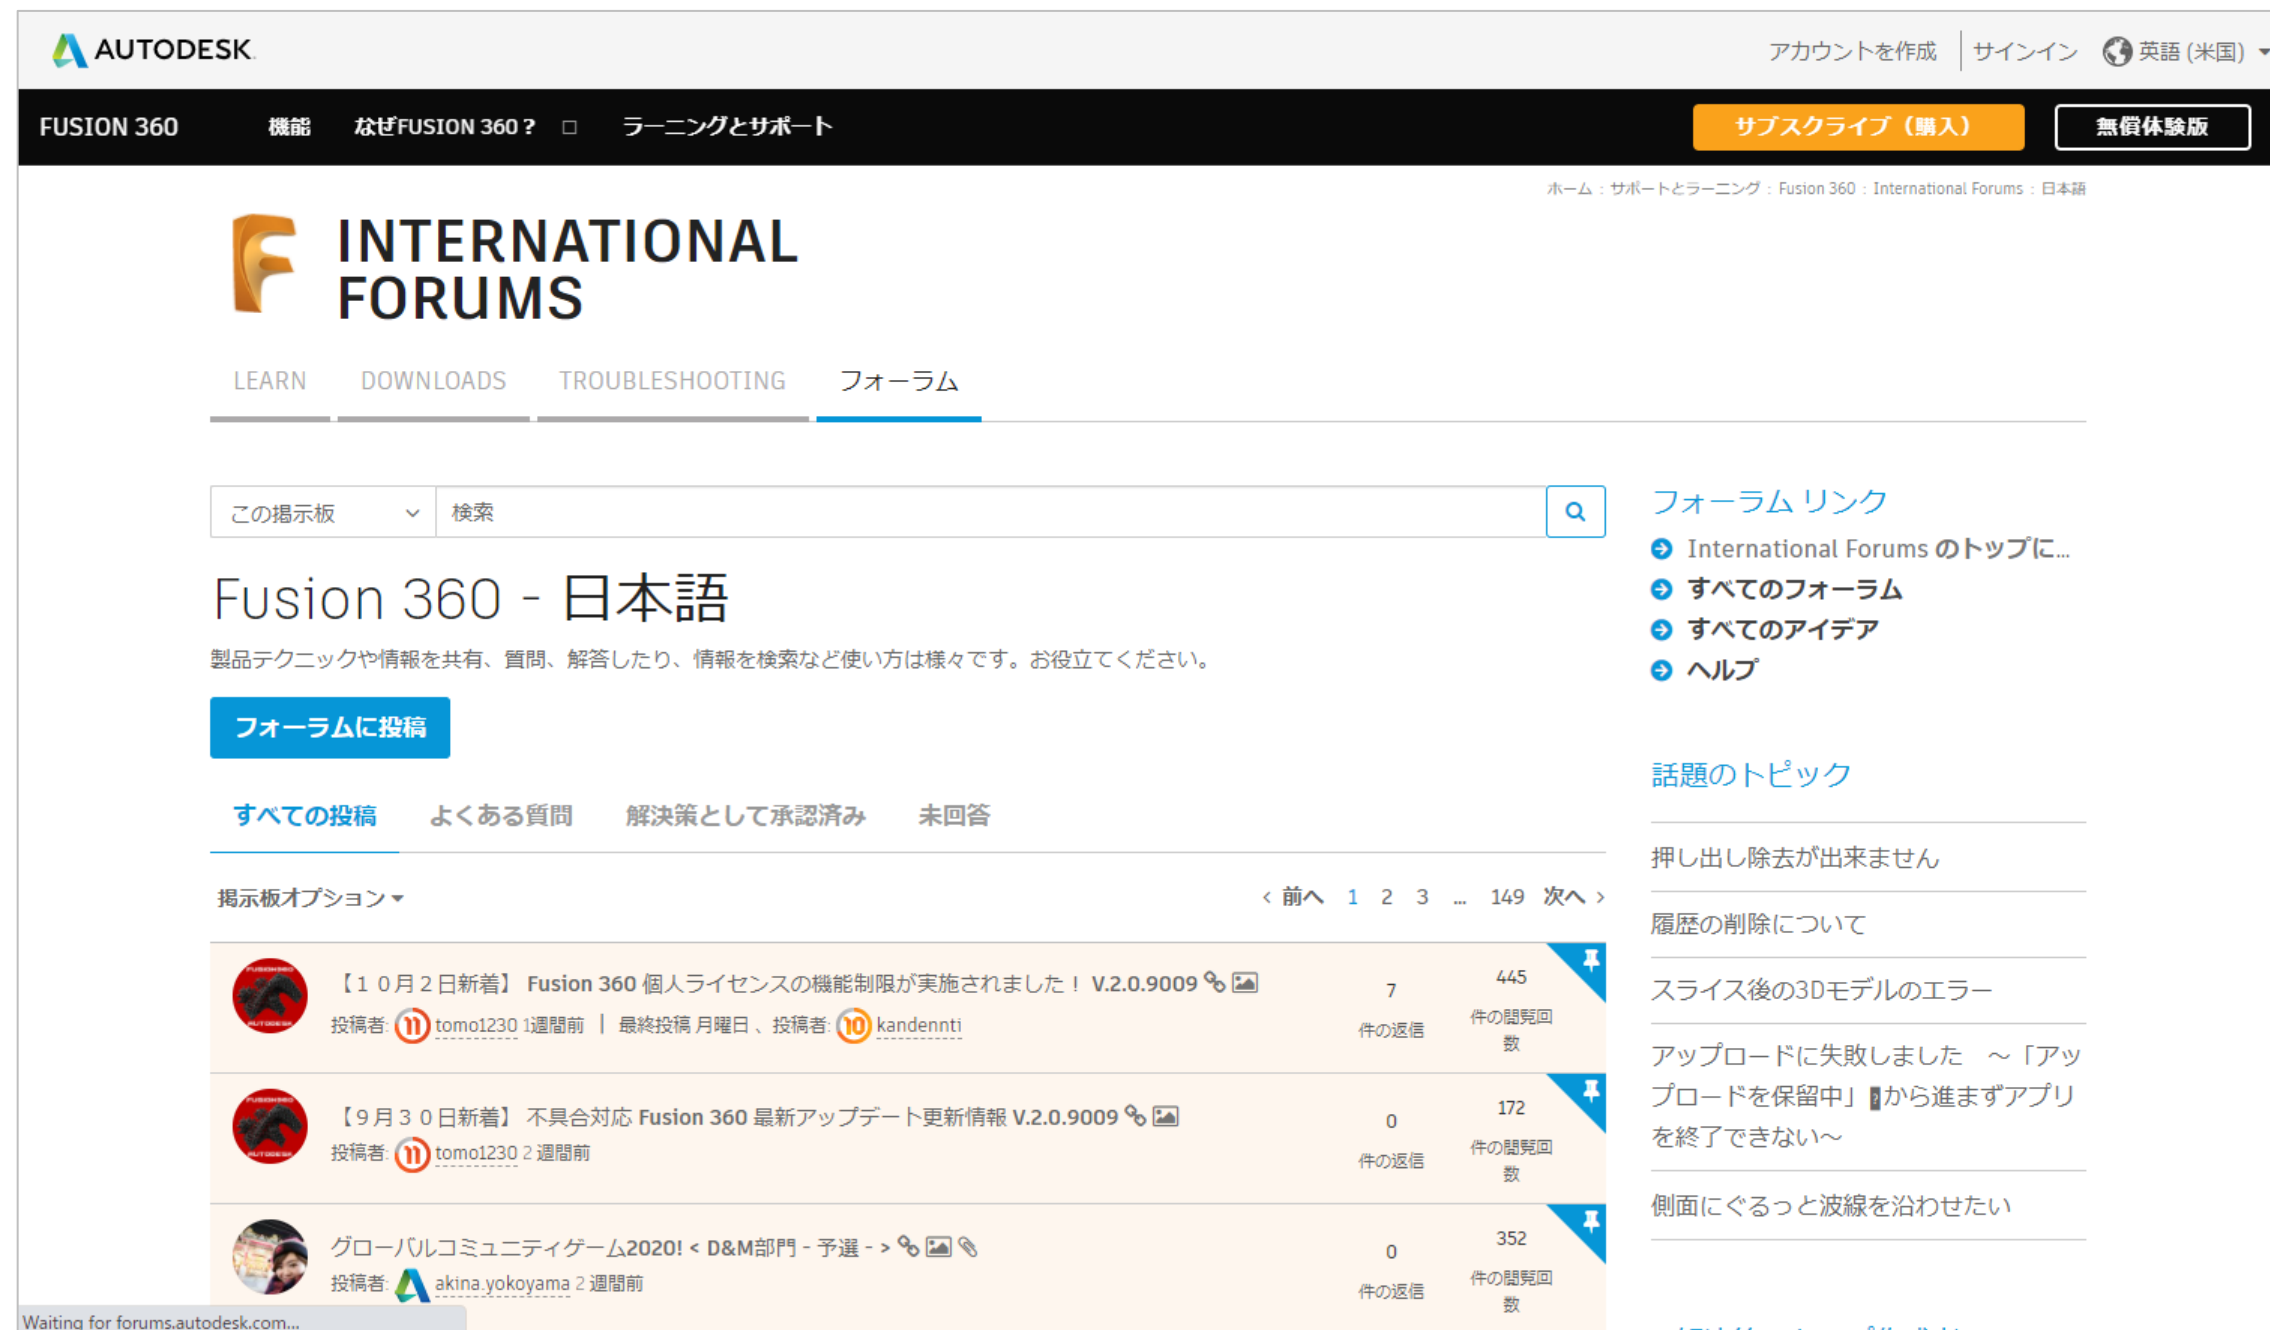 AUTODESK.
アカウントを作成 サインイン 英語 (米国)
FUSION 360 機能 なぜFUSION 360？ □ ラーニングとサポート サブスクライブ（購入） 無償体験版
ホーム : サポートとラーニング : Fusion 360 : International Forums : 日本語
INTERNATIONAL
FORUMS
LEARN DOWNLOADS TROUBLESHOOTING フォーラム
この掲示板 検索
Fusion 360 - 日本語
製品テクニックや情報を共有、質問、解答したり、情報を検索など使い方は様々です。お役立てください。
フォーラムに投稿
すべての投稿 よくある質問 解決策として承認済み 未回答
掲示板オプション
‹ 前へ 1 2 3 … 149 次へ ›
【１０月２日新着】 Fusion 360 個人ライセンスの機能制限が実施されました！ V.2.0.9009
投稿者: tomo1230 1週間前 | 最終投稿 月曜日 、投稿者: kandennti
7
件の返信
445
件の閲覧回
数
【９月３０日新着】 不具合対応 Fusion 360 最新アップデート更新情報 V.2.0.9009
投稿者: tomo1230 2 週間前
0
件の返信
172
件の閲覧回
数
グローバルコミュニティゲーム2020! < D&M部門 - 予選 - >
投稿者: akina.yokoyama 2 週間前
0
件の返信
352
件の閲覧回
数
フォーラム リンク
International Forums のトップに...
すべてのフォーラム
すべてのアイデア
ヘルプ
話題のトピック
押し出し除去が出来ません
履歴の削除について
スライス後の3Dモデルのエラー
アップロードに失敗しました　～「アッ
プロードを保留中」から進まずアプリ
を終了できない～
側面にぐるっと波線を沿わせたい
Waiting for forums.autodesk.com...